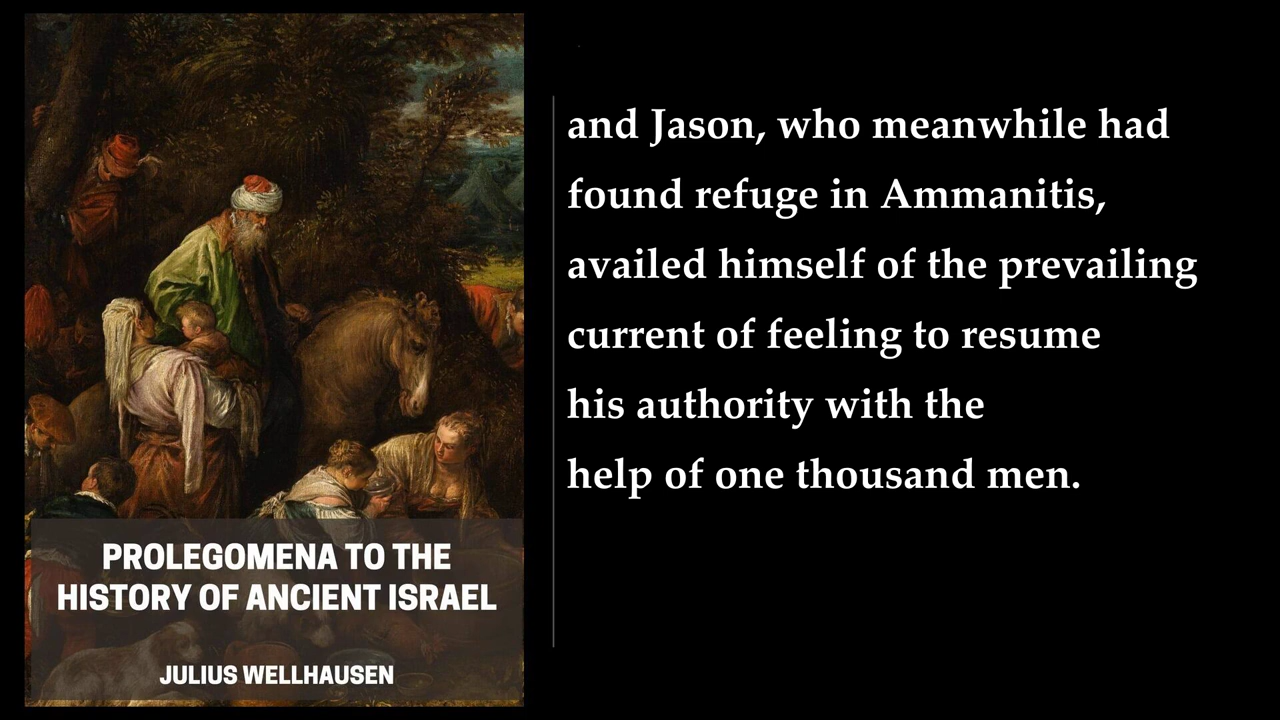 and Jason, who meanwhile had
found refuge in Ammanitis,
availed himself of the prevailing
current of feeling to resume
his authority with the
help of one thousand men.
PROLEGOMENA TO THE
HISTORY OF ANCIENT ISRAEL
JULIUS WELLHAUSEN